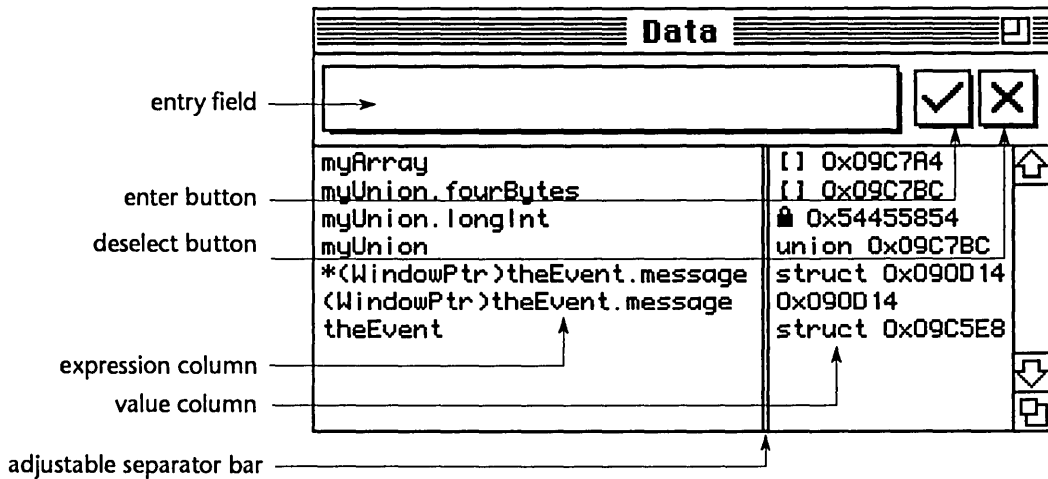 Data
entry field
enter button
deselect button
myArray [] 0x09C7A4
myUnion.fourBytes [] 0x09C7BC
myUnion.longInt 0x54455854
myUnion union 0x09C7BC
*(WindowPtr)theEvent.message struct 0x090D14
(WindowPtr)theEvent.message 0x090D14
theEvent struct 0x09C5E8
expression column
value column
adjustable separator bar